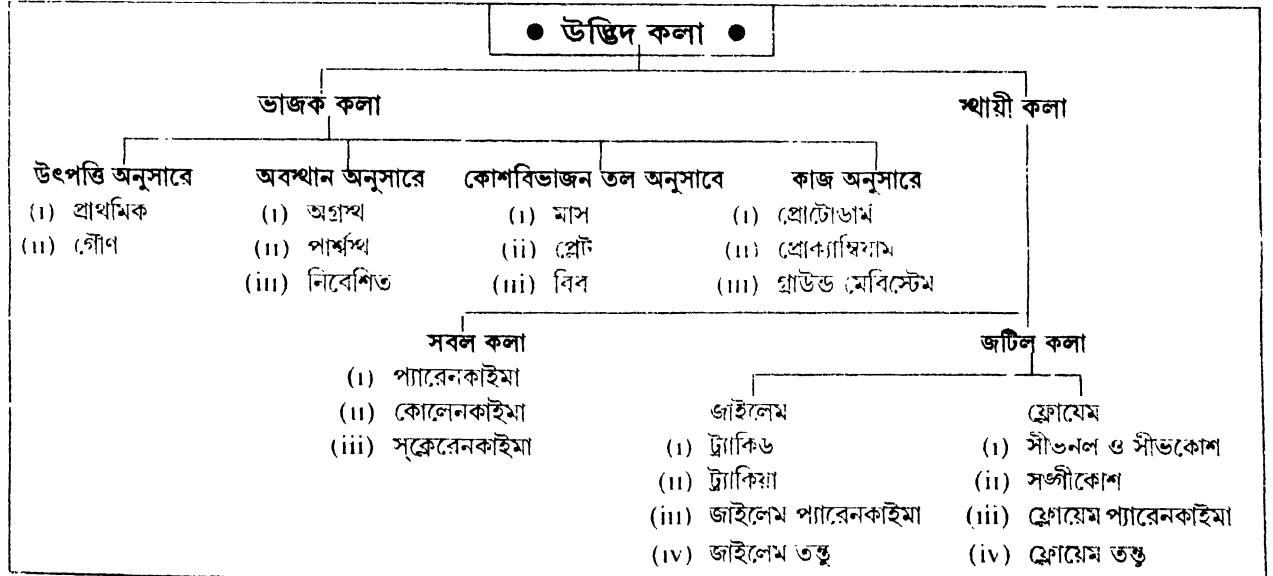 • উদ্ভিদ কলা •
ভাজক কলা স্থায়ী কলা
উৎপত্তি অনুসারে অবস্থান অনুসারে কোশবিভাজন তল অনুসাবে কাজ অনুসারে
(i) প্রাথমিক (i) অগ্রস্থ (i) মাস (i) প্রোটোডার্ম
(ii) গৌণ (ii) পার্শ্বস্থ (ii) প্লেট (ii) প্রোক্যাম্বিয়াম
(iii) নিবেশিত (iii) বিব (iii) গ্রাউন্ড মেবিস্টেম
সবল কলা জটিল কলা
(i) প্যারেনকাইমা
(ii) কোলেনকাইমা
(iii) স্ক্লেরেনকাইমা
জাইলেম ফ্লোযেম
(i) ট্র্যাকিড (i) সীভনল ও সীভকোশ
(ii) ট্র্যাকিয়া (ii) সঙ্গীকোশ
(iii) জাইলেম প্যারেনকাইমা (iii) ফ্লোয়েম প্যারেনকাইমা
(iv) জাইলেম তন্তু (iv) ফ্লোয়েম তন্তু